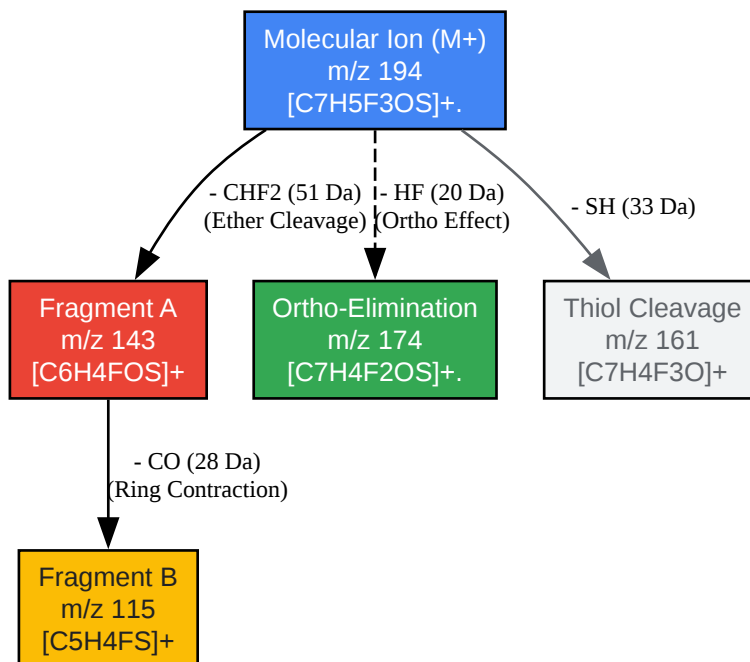 Molecular Ion (M+)
m/z 194
[C7H5F3OS]+.
- CHF2 (51 Da)
(Ether Cleavage)
- HF (20 Da)
(Ortho Effect)
- SH (33 Da)
Fragment A
m/z 143
[C6H4FOS]+
Ortho-Elimination
m/z 174
[C7H4F2OS]+.
Thiol Cleavage
m/z 161
[C7H4F3O]+
- CO (28 Da)
(Ring Contraction)
Fragment B
m/z 115
[C5H4FS]+